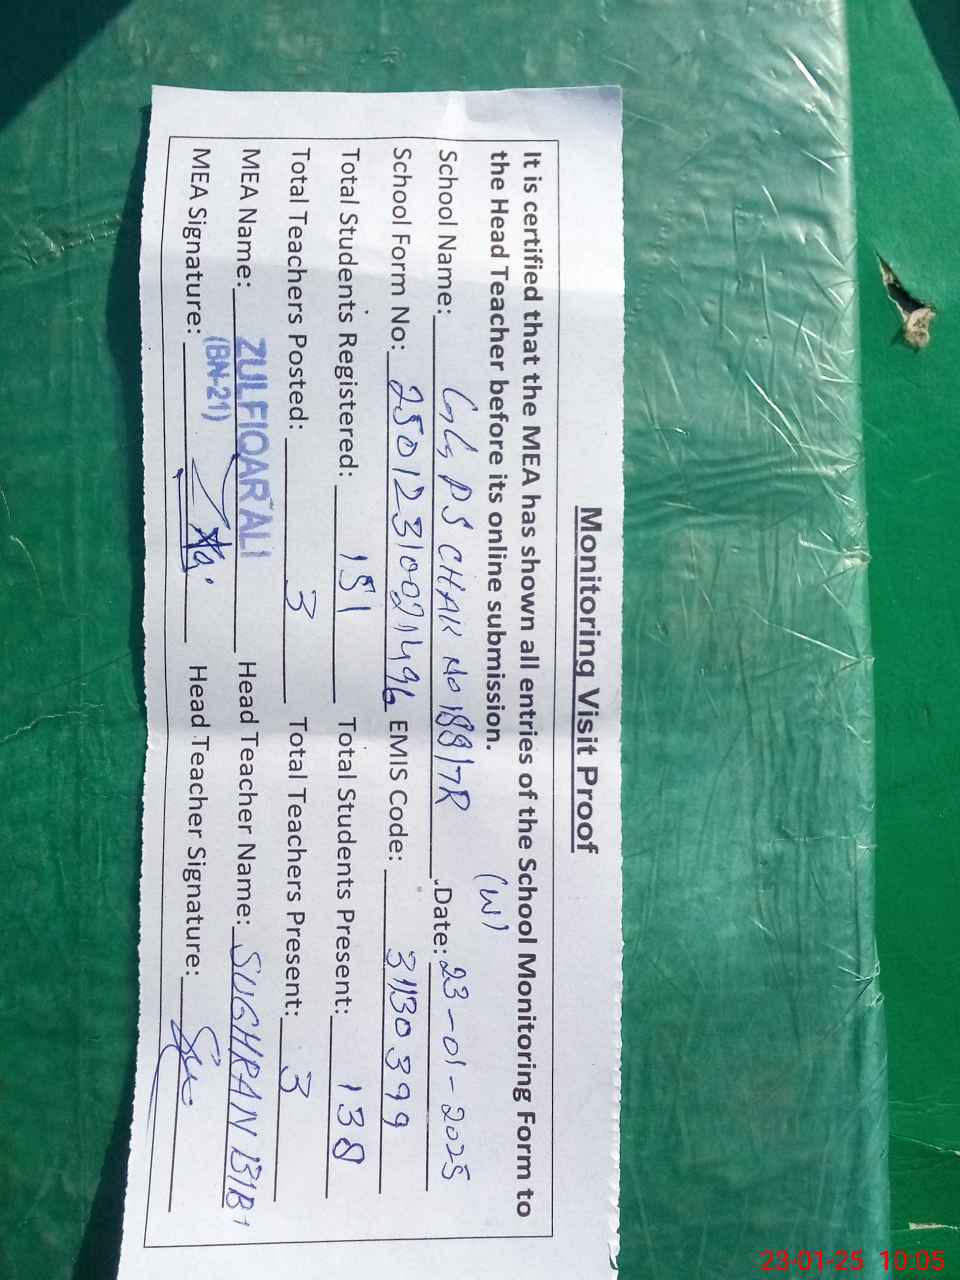 Monitoring Visit Proof
It is certified that the MEA has shown all entries of the School Monitoring Form to
the Head Teacher before its online submission. (W)
School Name: GGPS CHAK No 188/7R Date: 23-01-2025
School Form No: 25012310021496 EMIS Code: 31130399
Total Students Registered: 151 Total Students Present: 138
Total Teachers Posted: 3 Total Teachers Present: 3
MEA Name: ZULFIQAR ALI Head Teacher Name: SUGHRAN BIBI
(BN-21)
MEA Signature: Head Teacher Signature:
23-01-25 10:05